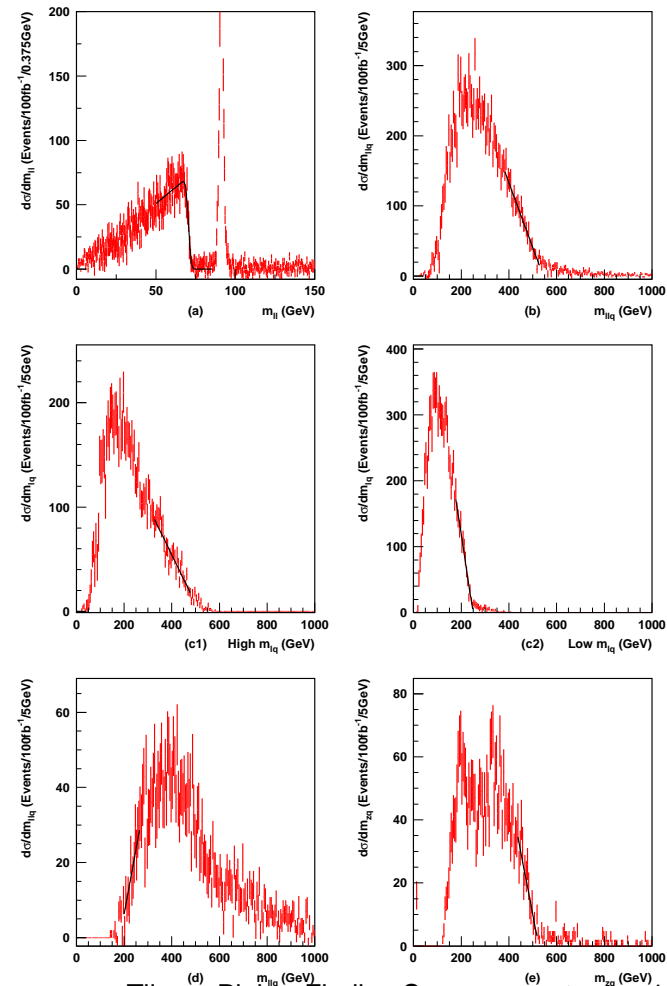 dσ/dm_ll (Events/100fb⁻¹/0.375GeV)
200
150
100
50
0
0 50 100 150
(a) m_ll (GeV)
dσ/dm_llq (Events/100fb⁻¹/5GeV)
300
200
100
0
0 200 400 600 800 1000
(b) m_llq (GeV)
dσ/dm_lq (Events/100fb⁻¹/5GeV)
200
100
0
0 200 400 600 800 1000
(c1) High m_lq (GeV)
dσ/dm_lq (Events/100fb⁻¹/5GeV)
400
300
200
100
0
0 200 400 600 800 1000
(c2) Low m_lq (GeV)
dσ/dm_llq (Events/100fb⁻¹/5GeV)
60
40
20
0
0 200 400 600 800 1000
(d) m_llq (GeV)
dσ/dm_zq (Events/100fb⁻¹/5GeV)
80
60
40
20
0
0 200 400 600 800 1000
(e) m_zq (GeV)